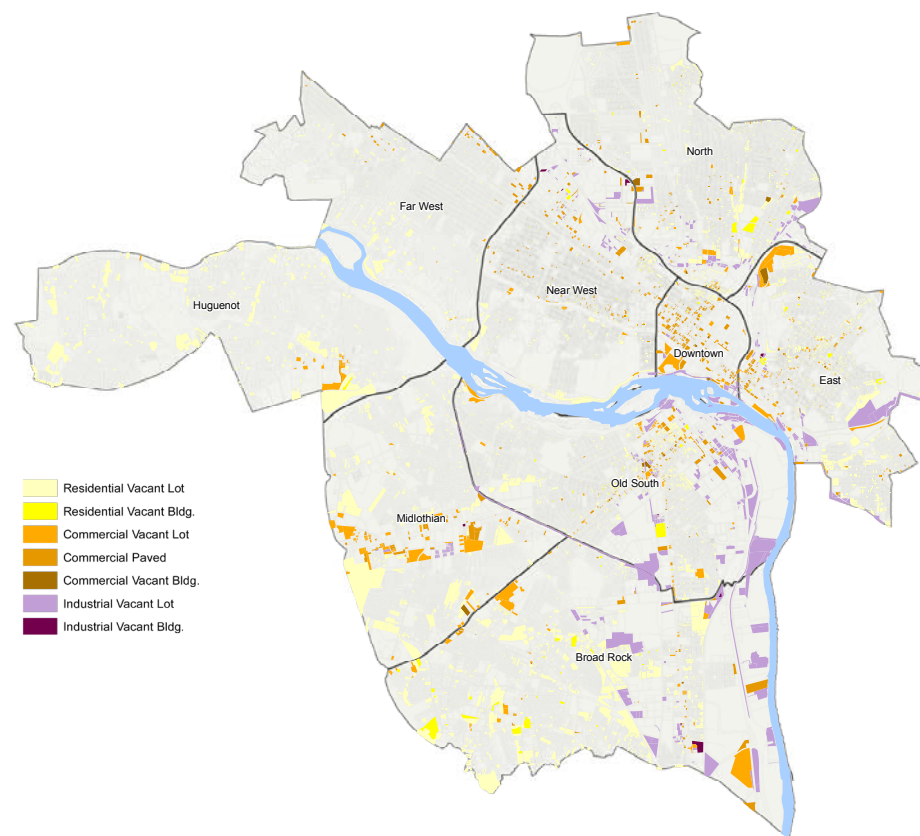 North
Far West
Near West
Huguenot
Downtown
East
Old South
Midlothian
Broad Rock
Residential Vacant Lot
Residential Vacant Bldg.
Commercial Vacant Lot
Commercial Paved
Commercial Vacant Bldg.
Industrial Vacant Lot
Industrial Vacant Bldg.